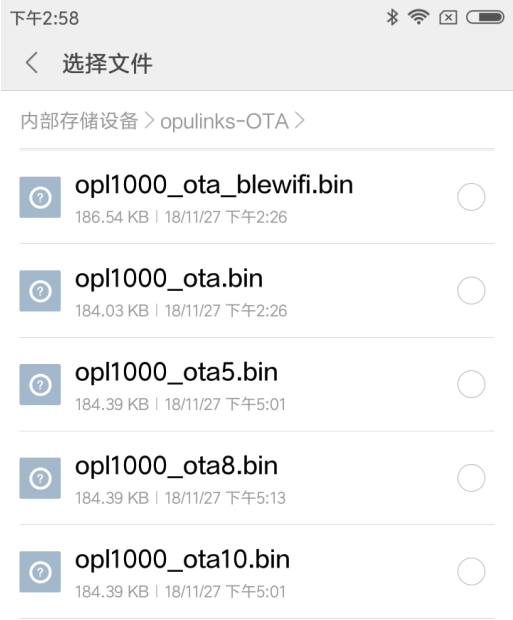 下午2:58
选择文件
内部存储设备 > opulinks-OTA >
opl1000_ota_blewifi.bin
186.54 KB | 18/11/27 下午2:26
opl1000_ota.bin
184.03 KB | 18/11/27 下午2:26
opl1000_ota5.bin
184.39 KB | 18/11/27 下午5:01
opl1000_ota8.bin
184.39 KB | 18/11/27 下午5:13
opl1000_ota10.bin
184.39 KB | 18/11/27 下午5:01